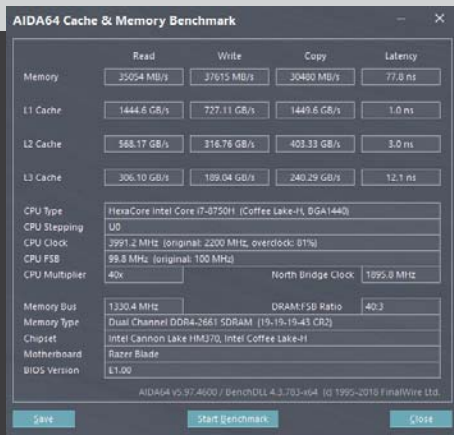 AIDA64 Cache & Memory Benchmark
Read Write Copy Latency
Memory 35054 MB/s 37615 MB/s 30480 MB/s 77.8 ns
L1 Cache 1444.6 GB/s 727.11 GB/s 1449.6 GB/s 1.0 ns
L2 Cache 568.17 GB/s 316.76 GB/s 403.33 GB/s 3.0 ns
L3 Cache 306.10 GB/s 189.04 GB/s 240.29 GB/s 12.1 ns
CPU Type HexaCore Intel Core i7-8750H (Coffee Lake-H, BGA1440)
CPU Stepping U0
CPU Clock 3991.2 MHz (original: 2200 MHz, overclock: 81%)
CPU FSB 99.8 MHz (original: 100 MHz)
CPU Multiplier 40x North Bridge Clock 1895.8 MHz
Memory Bus 1330.4 MHz DRAM:FSB Ratio 40:3
Memory Type Dual Channel DDR4-2661 SDRAM (19-19-19-43 CR2)
Chipset Intel Cannon Lake HM370, Intel Coffee Lake-H
Motherboard Razer Blade
BIOS Version E1.00
AIDA64 v5.97.4600 / BenchDLL 4.3.783-x64 (c) 1995-2018 FinalWire Ltd.
Save Start Benchmark Close